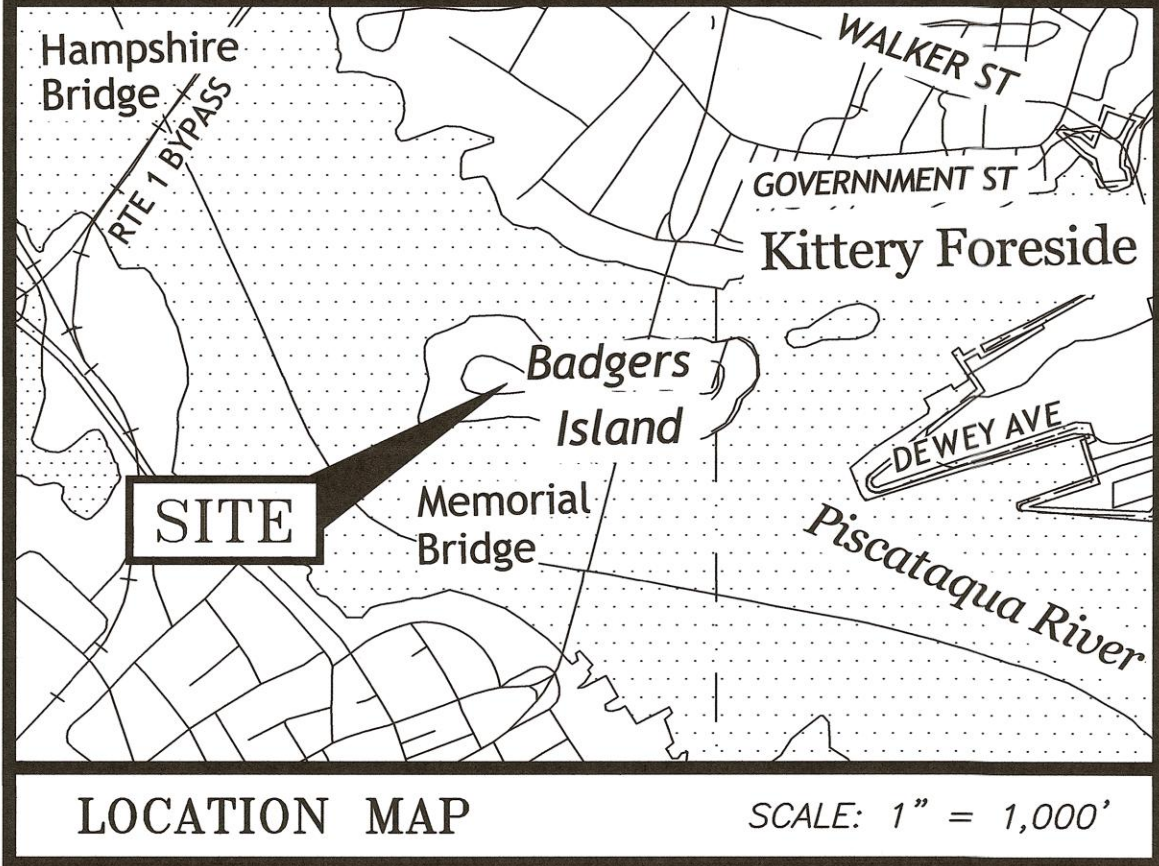 Hampshire
Bridge
RTE 1 BYPASS
WALKER ST
GOVERNNMENT ST
Kittery Foreside
Badgers
Island
DEWEY AVE
SITE
Memorial
Bridge
Piscataqua River
LOCATION MAP
SCALE: 1" = 1,000'